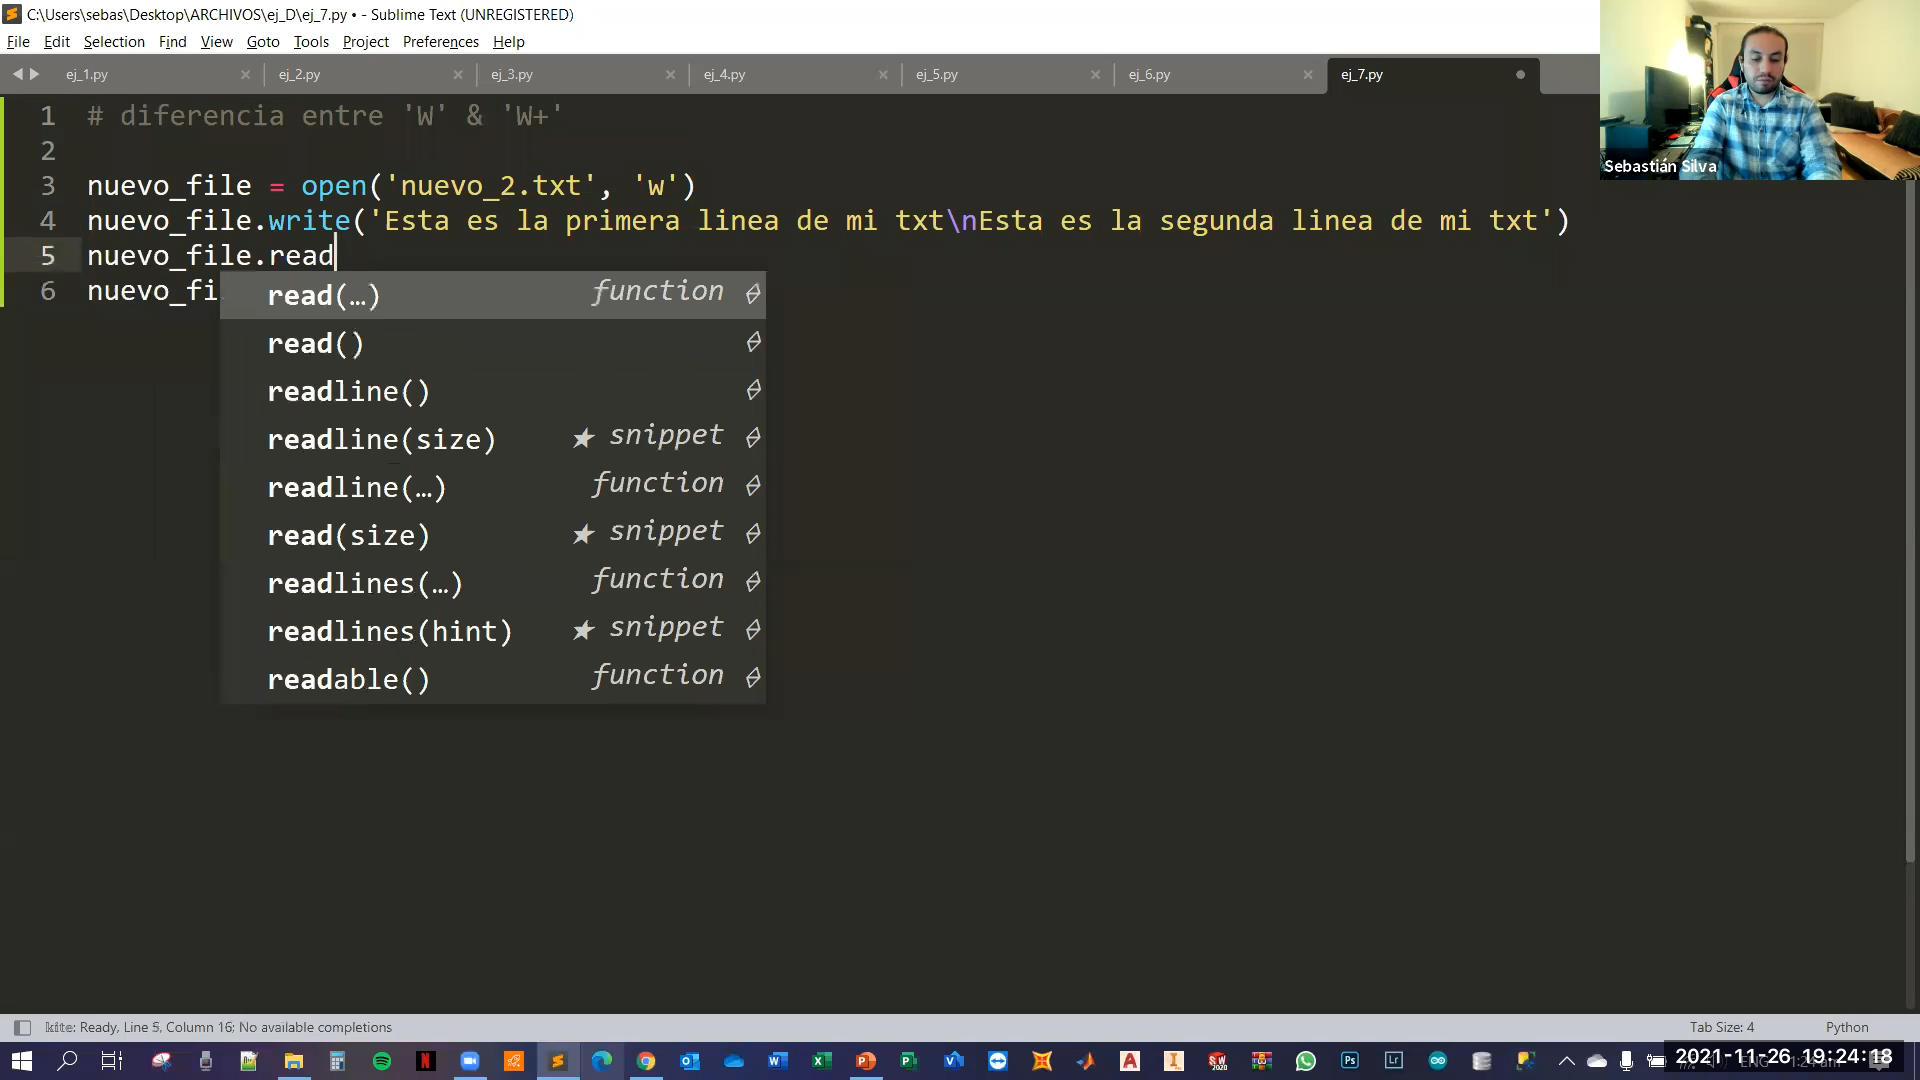 C:\Users\sebas\Desktop\ARCHIVOS\ej_D\ej_7.py • - Sublime Text (UNREGISTERED)
File Edit Selection Find View Goto Tools Project Preferences Help
ej_1.py × ej_2.py × ej_3.py × ej_4.py × ej_5.py × ej_6.py × ej_7.py
Sebastián Silva
1 # diferencia entre 'W' & 'W+'
2
3 nuevo_file = open('nuevo_2.txt', 'w')
4 nuevo_file.write('Esta es la primera linea de mi txt\nEsta es la segunda linea de mi txt')
5 nuevo_file.read
6 nuevo_fi
read(…) function
read()
readline()
readline(size) ★ snippet
readline(…) function
read(size) ★ snippet
readlines(…) function
readlines(hint) ★ snippet
readable() function
kite: Ready, Line 5, Column 16; No available completions
Tab Size: 4
Python
2021-11-26 19:24:18